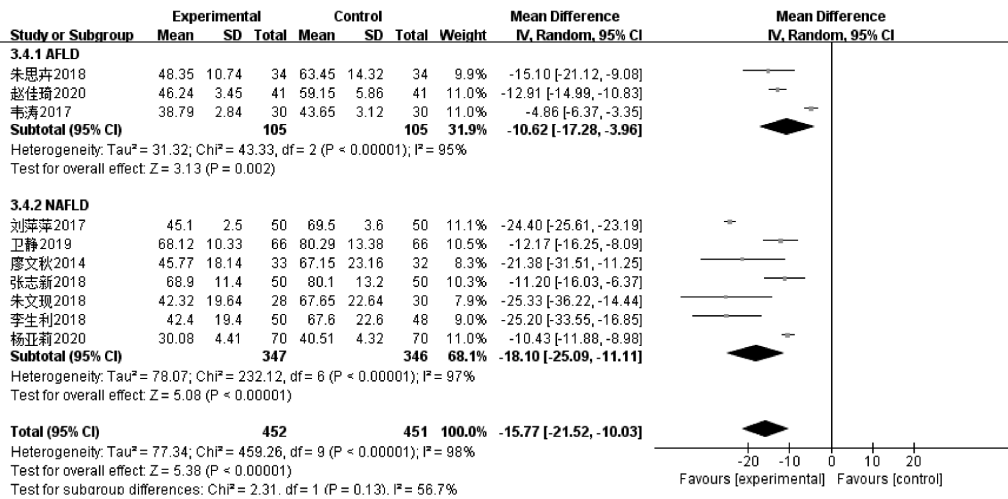 Experimental Control Mean Difference Mean Difference
Study or Subgroup Mean SD Total Mean SD Total Weight IV, Random, 95% CI IV, Random, 95% CI
3.4.1 AFLD
朱思卉2018 48.35 10.74 34 63.45 14.32 34 9.9% -15.10 [-21.12, -9.08]
赵佳琦2020 46.24 3.45 41 59.15 5.86 41 11.0% -12.91 [-14.99, -10.83]
韦涛2017 38.79 2.84 30 43.65 3.12 30 11.0% -4.86 [-6.37, -3.35]
Subtotal (95% CI) 105 105 31.9% -10.62 [-17.28, -3.96]
Heterogeneity: Tau² = 31.32; Chi² = 43.33, df = 2 (P < 0.00001); I² = 95%
Test for overall effect: Z = 3.13 (P = 0.002)
3.4.2 NAFLD
刘萍萍2017 45.1 2.5 50 69.5 3.6 50 11.1% -24.40 [-25.61, -23.19]
卫静2019 68.12 10.33 66 80.29 13.38 66 10.5% -12.17 [-16.25, -8.09]
廖文秋2014 45.77 18.14 33 67.15 23.16 32 8.3% -21.38 [-31.51, -11.25]
张志新2018 68.9 11.4 50 80.1 13.2 50 10.3% -11.20 [-16.03, -6.37]
朱文现2018 42.32 19.64 28 67.65 22.64 30 7.9% -25.33 [-36.22, -14.44]
李生利2018 42.4 19.4 50 67.6 22.6 48 9.0% -25.20 [-33.55, -16.85]
杨亚莉2020 30.08 4.41 70 40.51 4.32 70 11.0% -10.43 [-11.88, -8.98]
Subtotal (95% CI) 347 346 68.1% -18.10 [-25.09, -11.11]
Heterogeneity: Tau² = 78.07; Chi² = 232.12, df = 6 (P < 0.00001); I² = 97%
Test for overall effect: Z = 5.08 (P < 0.00001)
Total (95% CI) 452 451 100.0% -15.77 [-21.52, -10.03]
Heterogeneity: Tau² = 77.34; Chi² = 459.26, df = 9 (P < 0.00001); I² = 98%
Test for overall effect: Z = 5.38 (P < 0.00001)
Test for subgroup differences: Chi² = 2.31, df = 1 (P = 0.13), I² = 56.7%
-20 -10 0 10 20
Favours [experimental] Favours [control]